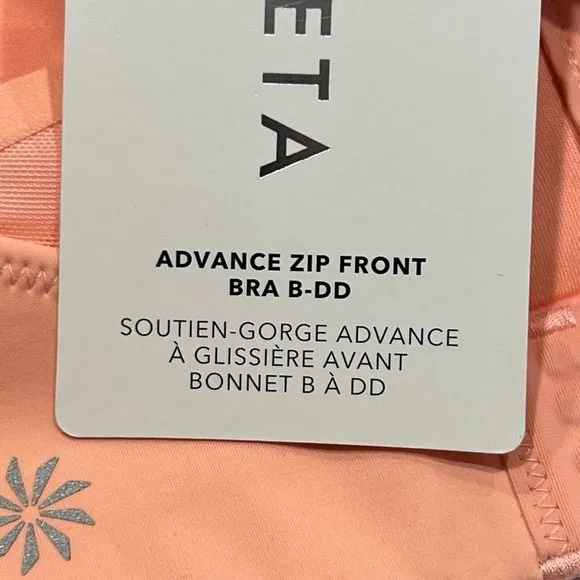 ETA
ADVANCE ZIP FRONT
BRA B-DD
SOUTIEN-GORGE ADVANCE
À GLISSIÈRE AVANT
BONNET B À DD